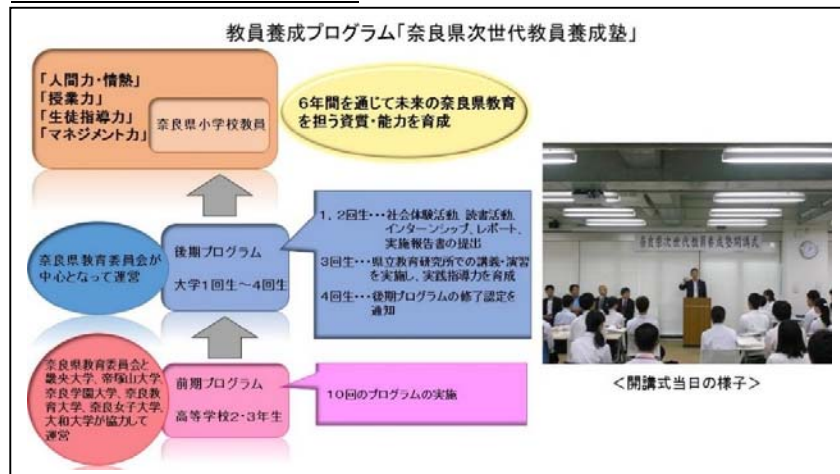 教員養成プログラム「奈良県次世代教員養成塾」
「人間力・情熱」
「授業力」
「生徒指導力」
「マネジメント力」
奈良県小学校教員
6年間を通じて未来の奈良県教育
を担う資質・能力を育成
奈良県教育委員会が
中心となって運営
後期プログラム
大学1回生～4回生
1、2回生・・・社会体験活動、読書活動、
インターンシップ、レポート、
実施報告書の提出
3回生・・・県立教育研究所での講義・演習
を実施し、実践指導力を育成
4回生・・・後期プログラムの修了認定を
通知
奈良県教育委員会と
畿央大学、帝塚山大学、
奈良学園大学、奈良教
育大学、奈良女子大学、
大和大学が協力して
運営
前期プログラム
高等学校2・3年生
10回のプログラムの実施
奈良県次世代教員養成塾開講式
＜開講式当日の様子＞